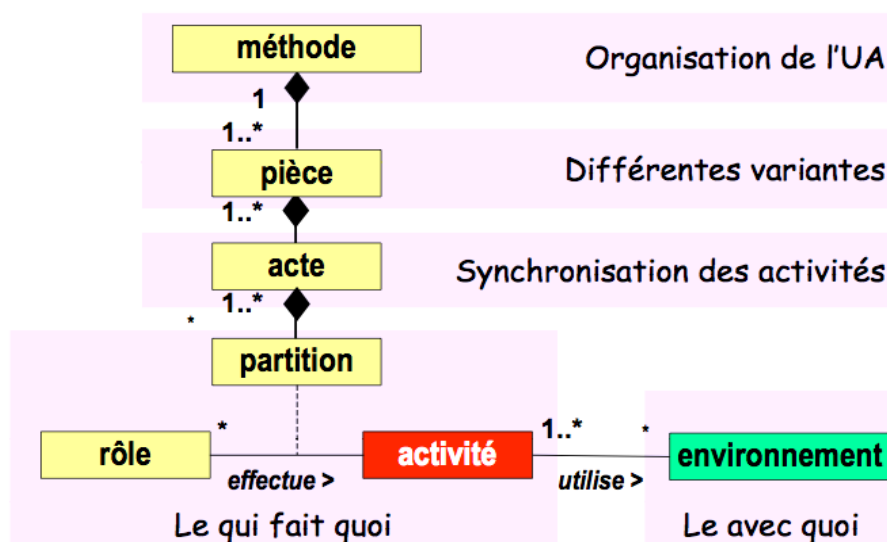 méthode
Organisation de l'UA
1
1..*
pièce
Différentes variantes
1..*
acte
Synchronisation des activités
1..*
*
partition
rôle
*
effectue >
activité
1..*
utilise >
*
environnement
Le qui fait quoi
Le avec quoi